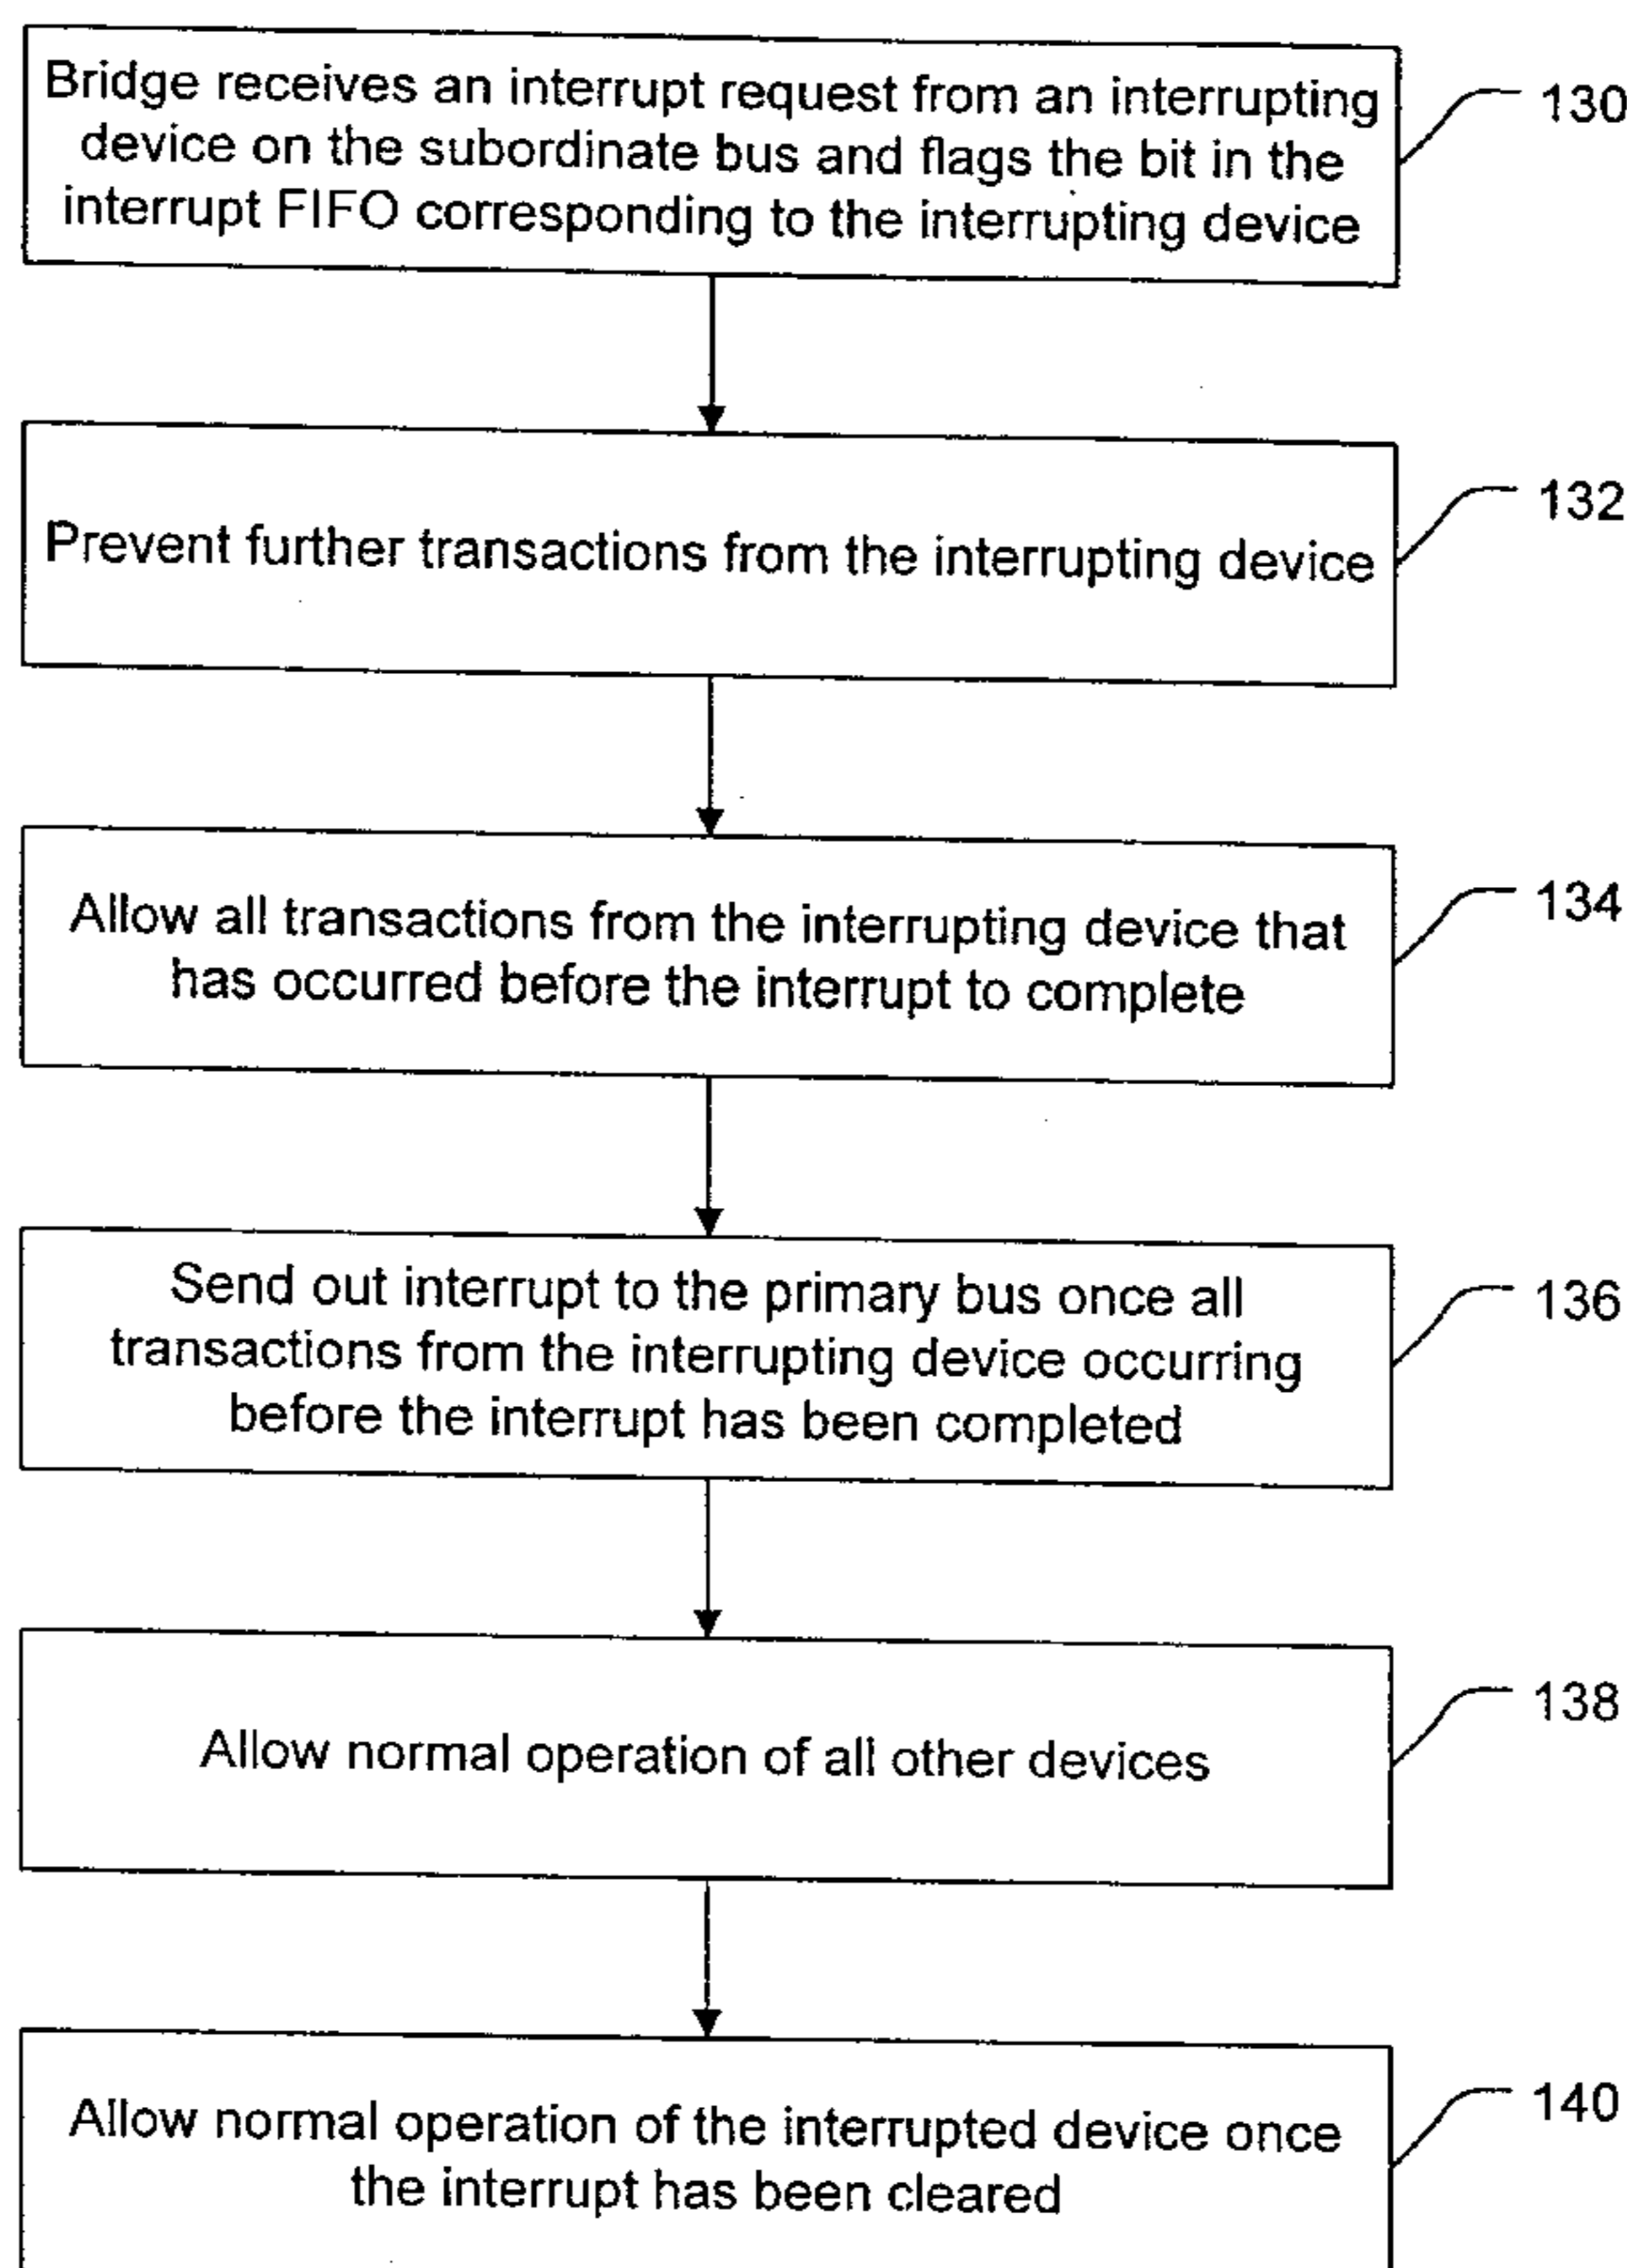 Bridge receives an interrupt request from an interrupting
device on the subordinate bus and flags the bit in the
interrupt FIFO corresponding to the interrupting device
130
Prevent further transactions from the interrupting device
132
Allow all transactions from the interrupting device that
has occurred before the interrupt to complete
134
Send out interrupt to the primary bus once all
transactions from the interrupting device occurring
before the interrupt has been completed
136
Allow normal operation of all other devices
138
Allow normal operation of the interrupted device once
the interrupt has been cleared
140